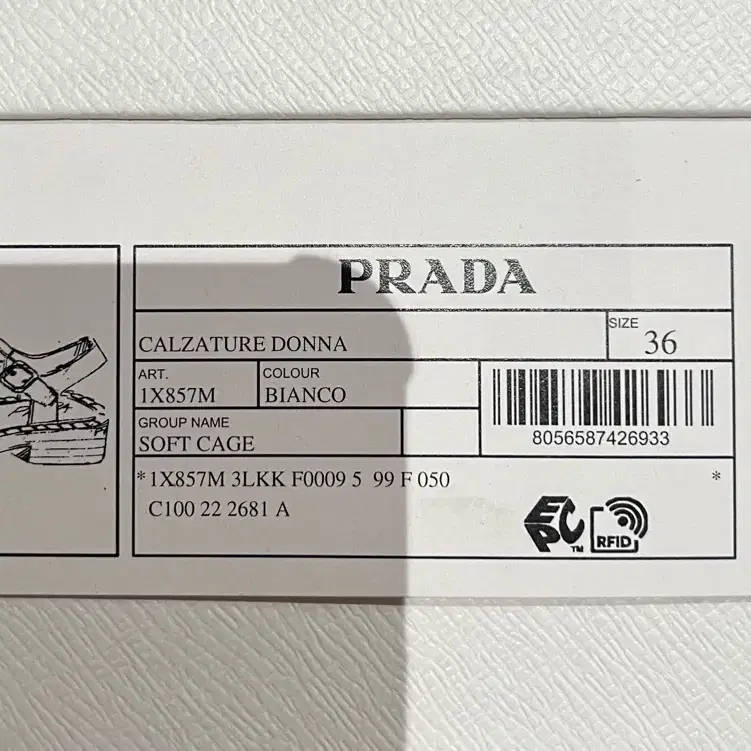 PRADA
CALZATURE DONNA
SIZE
36
ART.
1X857M
COLOUR
BIANCO
GROUP NAME
SOFT CAGE
8056587426933
*1X857M 3LKK F0009 5 99 F 050 *
C100 22 2681 A
EPC TM
RFID